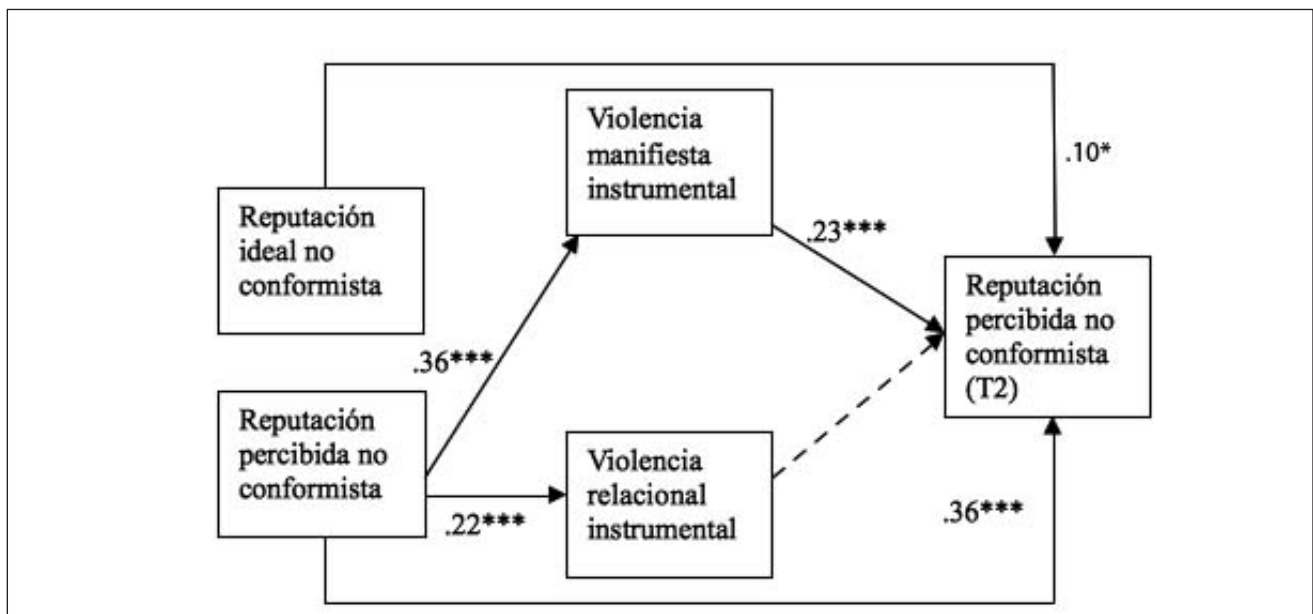 Violencia
manifiesta
instrumental
.10*
Reputación
ideal no
conformista
.23***
Reputación
percibida no
conformista
(T2)
.36***
Reputación
percibida no
conformista
Violencia
relacional
instrumental
.22***
.36***